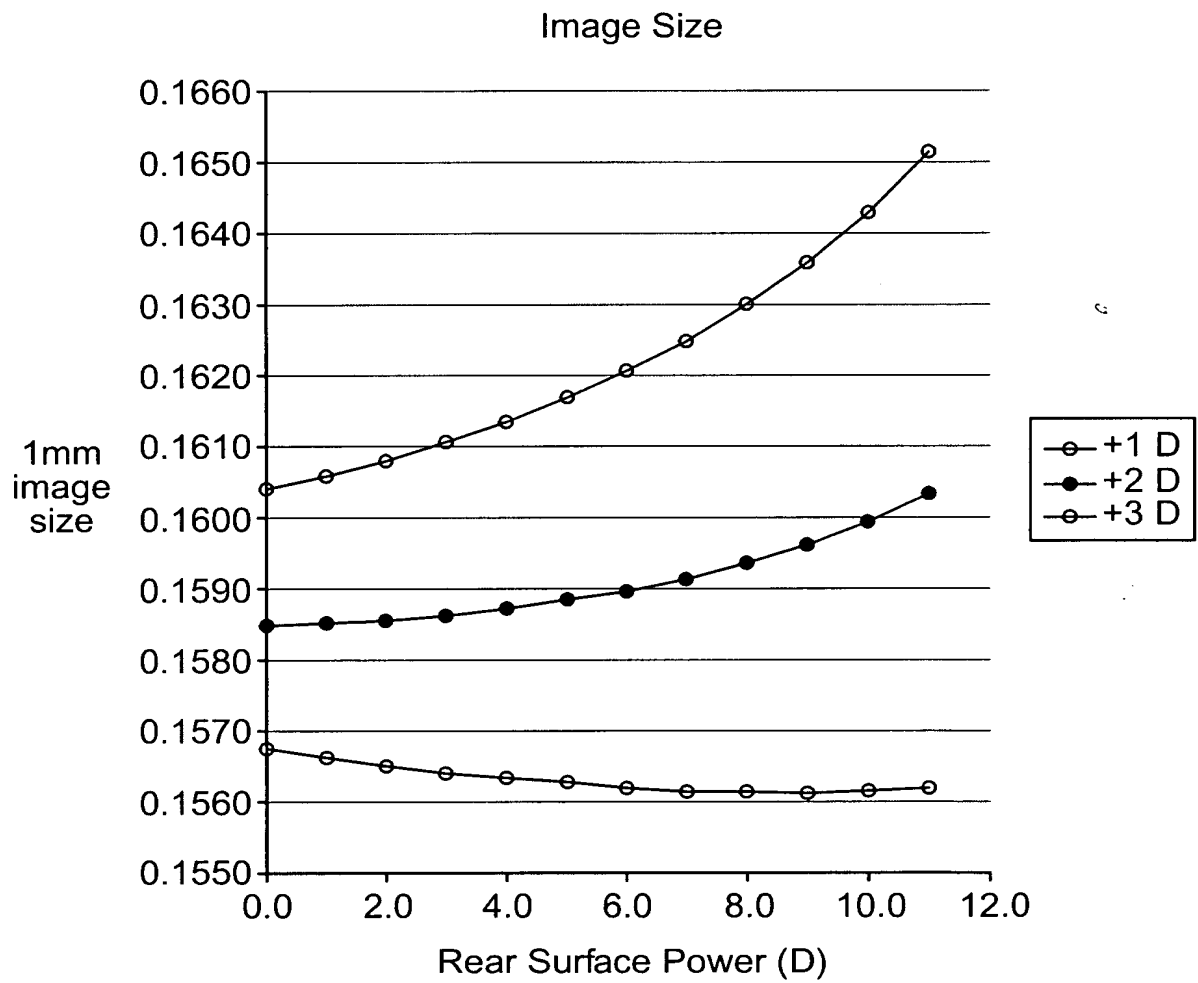 Image Size
0.1660
0.1650
0.1640
0.1630
0.1620
0.1610
0.1600
0.1590
0.1580
0.1570
0.1560
0.1550
1mm
image
size
0.0 2.0 4.0 6.0 8.0 10.0 12.0
Rear Surface Power (D)
+1 D
+2 D
+3 D